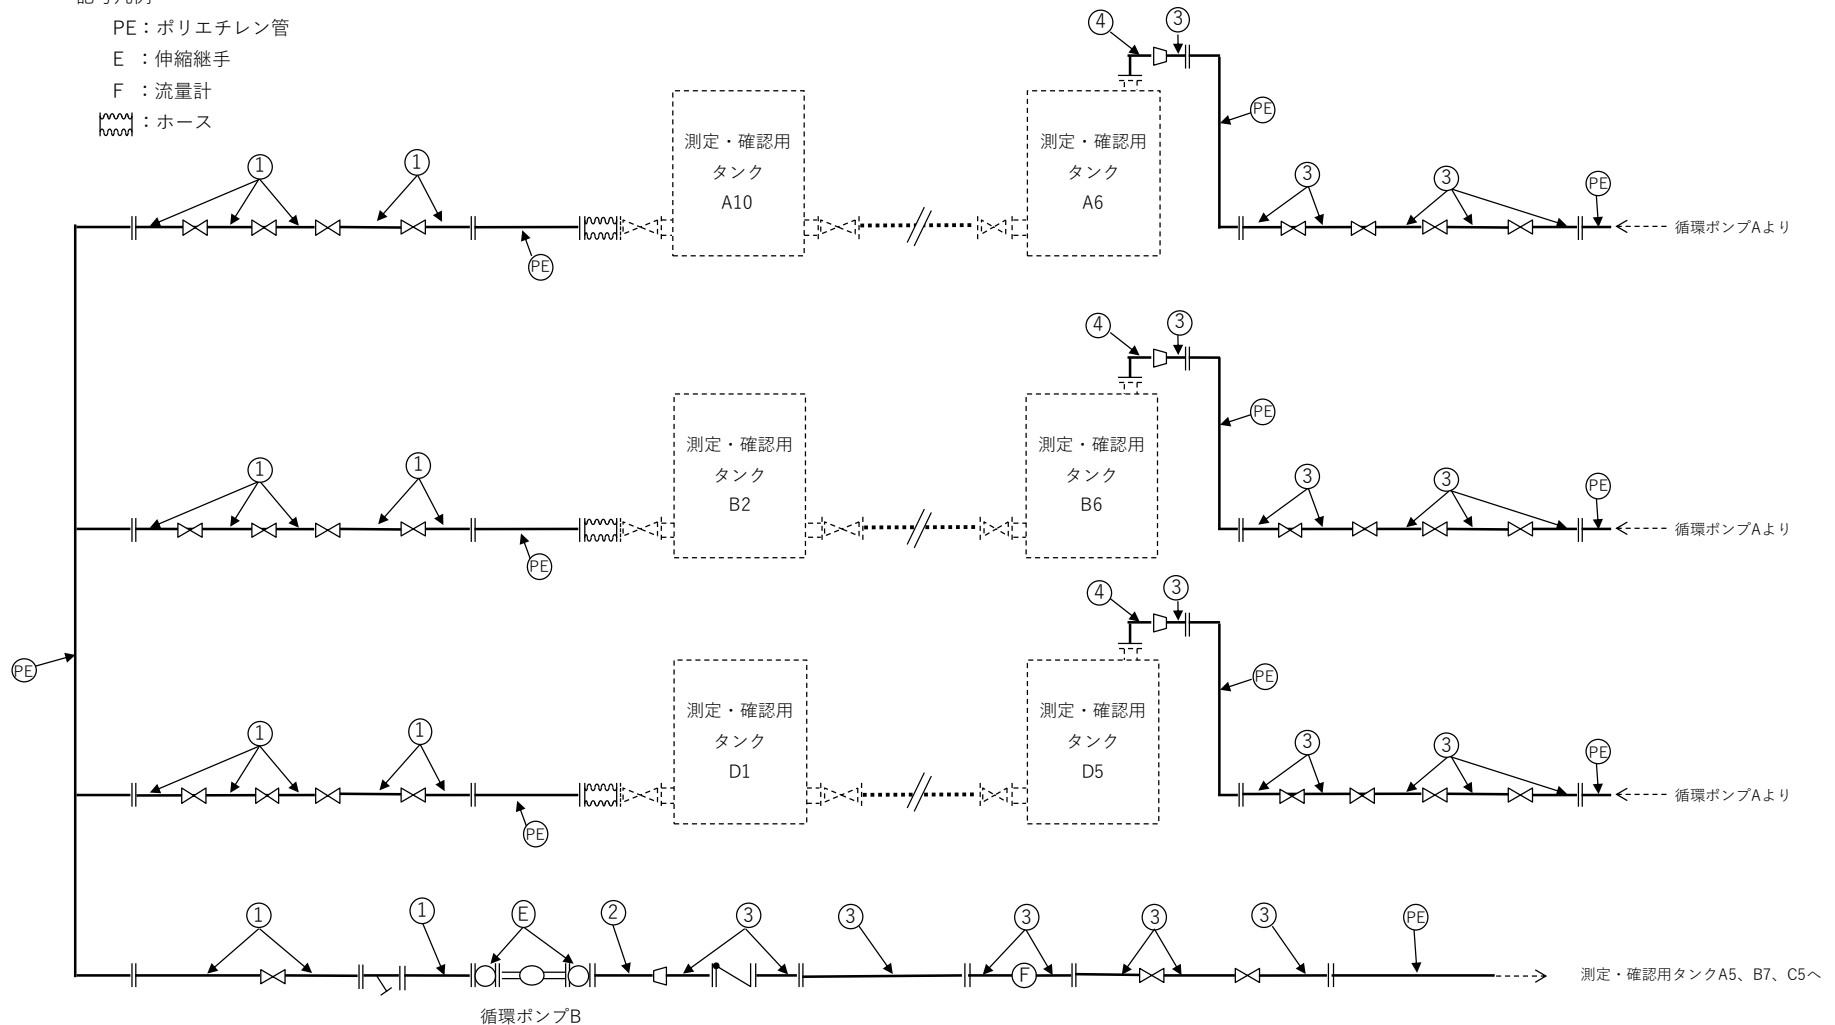 記号凡例
PE：ポリエチレン管
E ：伸縮継手
F ：流量計
：ホース
④ ③
PE
① ①
測定・確認用
タンク
A10
測定・確認用
タンク
A6
③ ③ PE
循環ポンプAより
PE
④ ③
PE
① ①
測定・確認用
タンク
B2
測定・確認用
タンク
B6
③ ③ PE
循環ポンプAより
PE
④ ③
PE
PE
① ①
測定・確認用
タンク
D1
測定・確認用
タンク
D5
③ ③ PE
循環ポンプAより
PE
① ① E ② ③ ③ ③ ③ ③ PE
F
測定・確認用タンクA5、B7、C5へ
循環ポンプB